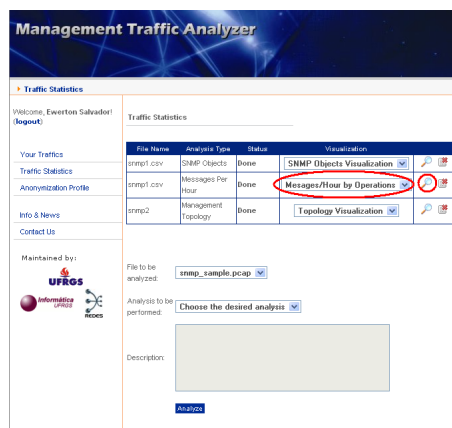 Management Traffic Analyzer
Traffic Statistics
Welcome, Ewerton Salvador!
(logout)
Your Traffics
Traffic Statistics
Anonymization Profile
Info & News
Contact Us
Maintained by:
UFRGS
Informática
UFRGS
REDES
Traffic Statistics
File Name Analysis Type Status Visualization
snmp1.csv SNMP Objects Done SNMP Objects Visualization
snmp1.csv Messages Per Hour Done Mesages/Hour by Operations
snmp2 Management Topology Done Topology Visualization
File to be analyzed: snmp_sample.pcap
Analysis to be performed: Choose the desired analysis
Description:
Analyze